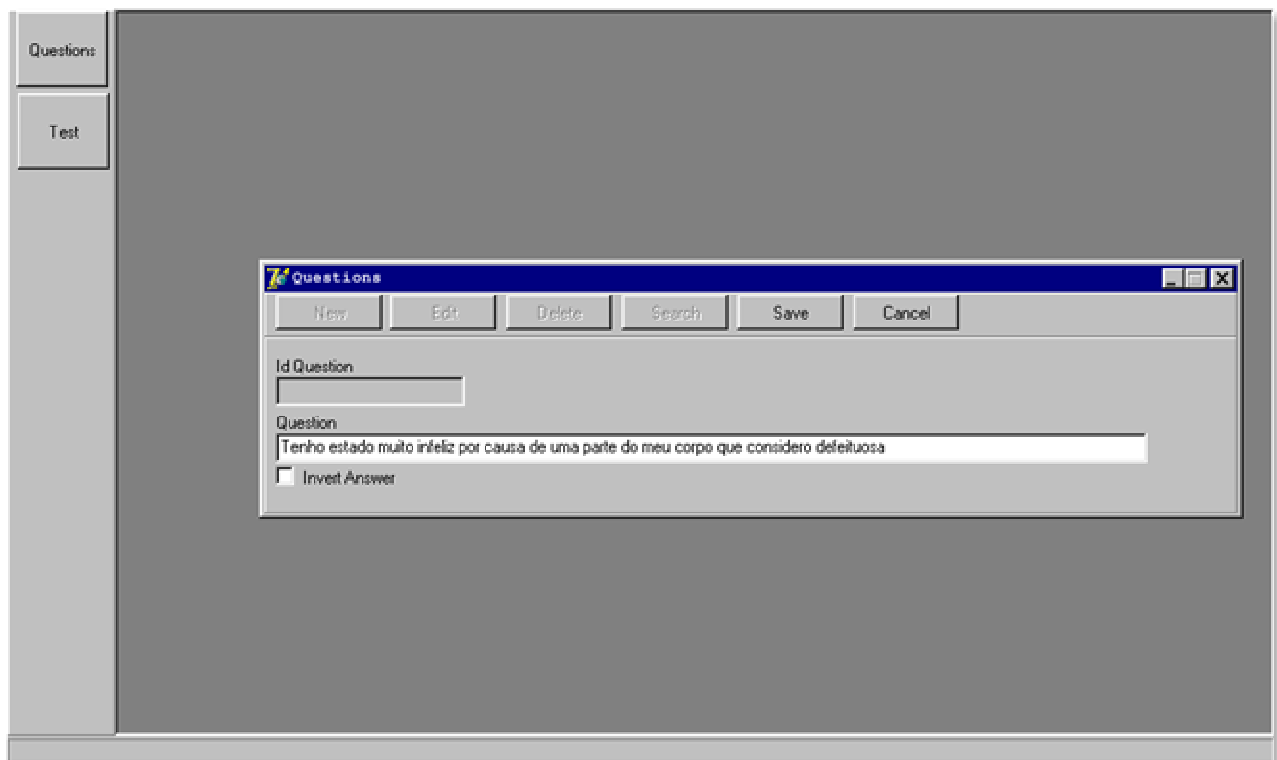 Questions
Test
Questions
New Edit Delete Search Save Cancel
Id Question
Question
Tenho estado muito infeliz por causa de uma parte do meu corpo que considero defeituosa
Invert Answer